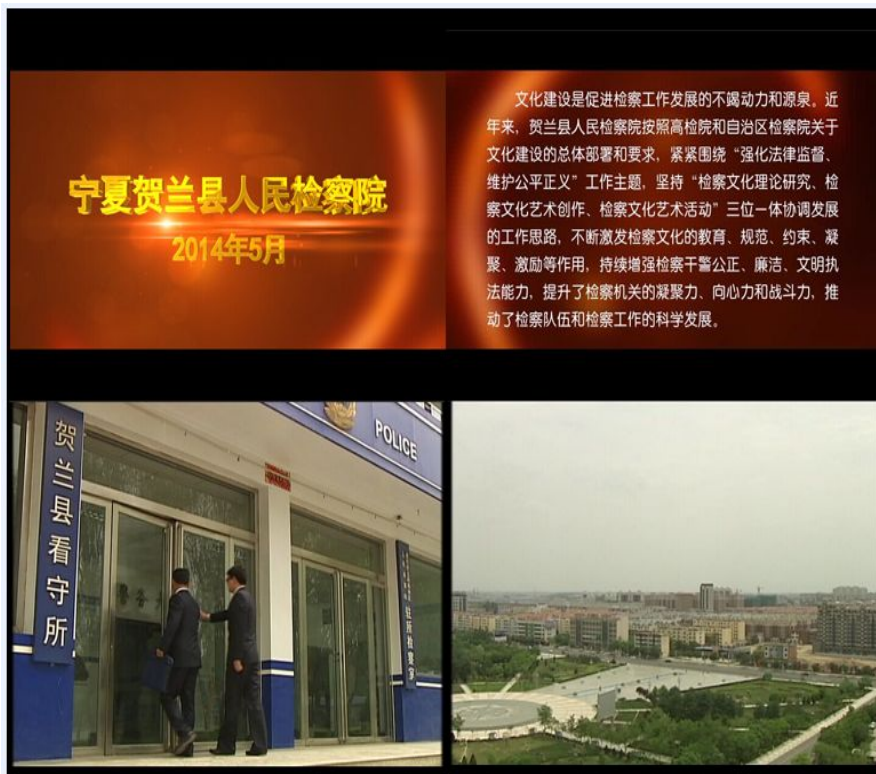 宁夏贺兰县人民检察院
2014年5月
文化建设是促进检察工作发展的不竭动力和源泉。近
年来，贺兰县人民检察院按照高检院和自治区检察院关于
文化建设的总体部署和要求，紧紧围绕“强化法律监督、
维护公平正义”工作主题，坚持“检察文化理论研究、检
察文化艺术创作、检察文化艺术活动”三位一体协调发展
的工作思路，不断激发检察文化的教育、规范、约束、凝
聚、激励等作用，持续增强检察干警公正、廉洁、文明执
法能力，提升了检察机关的凝聚力、向心力和战斗力，推
动了检察队伍和检察工作的科学发展。
贺兰县看守所
POLICE
驻所检察室